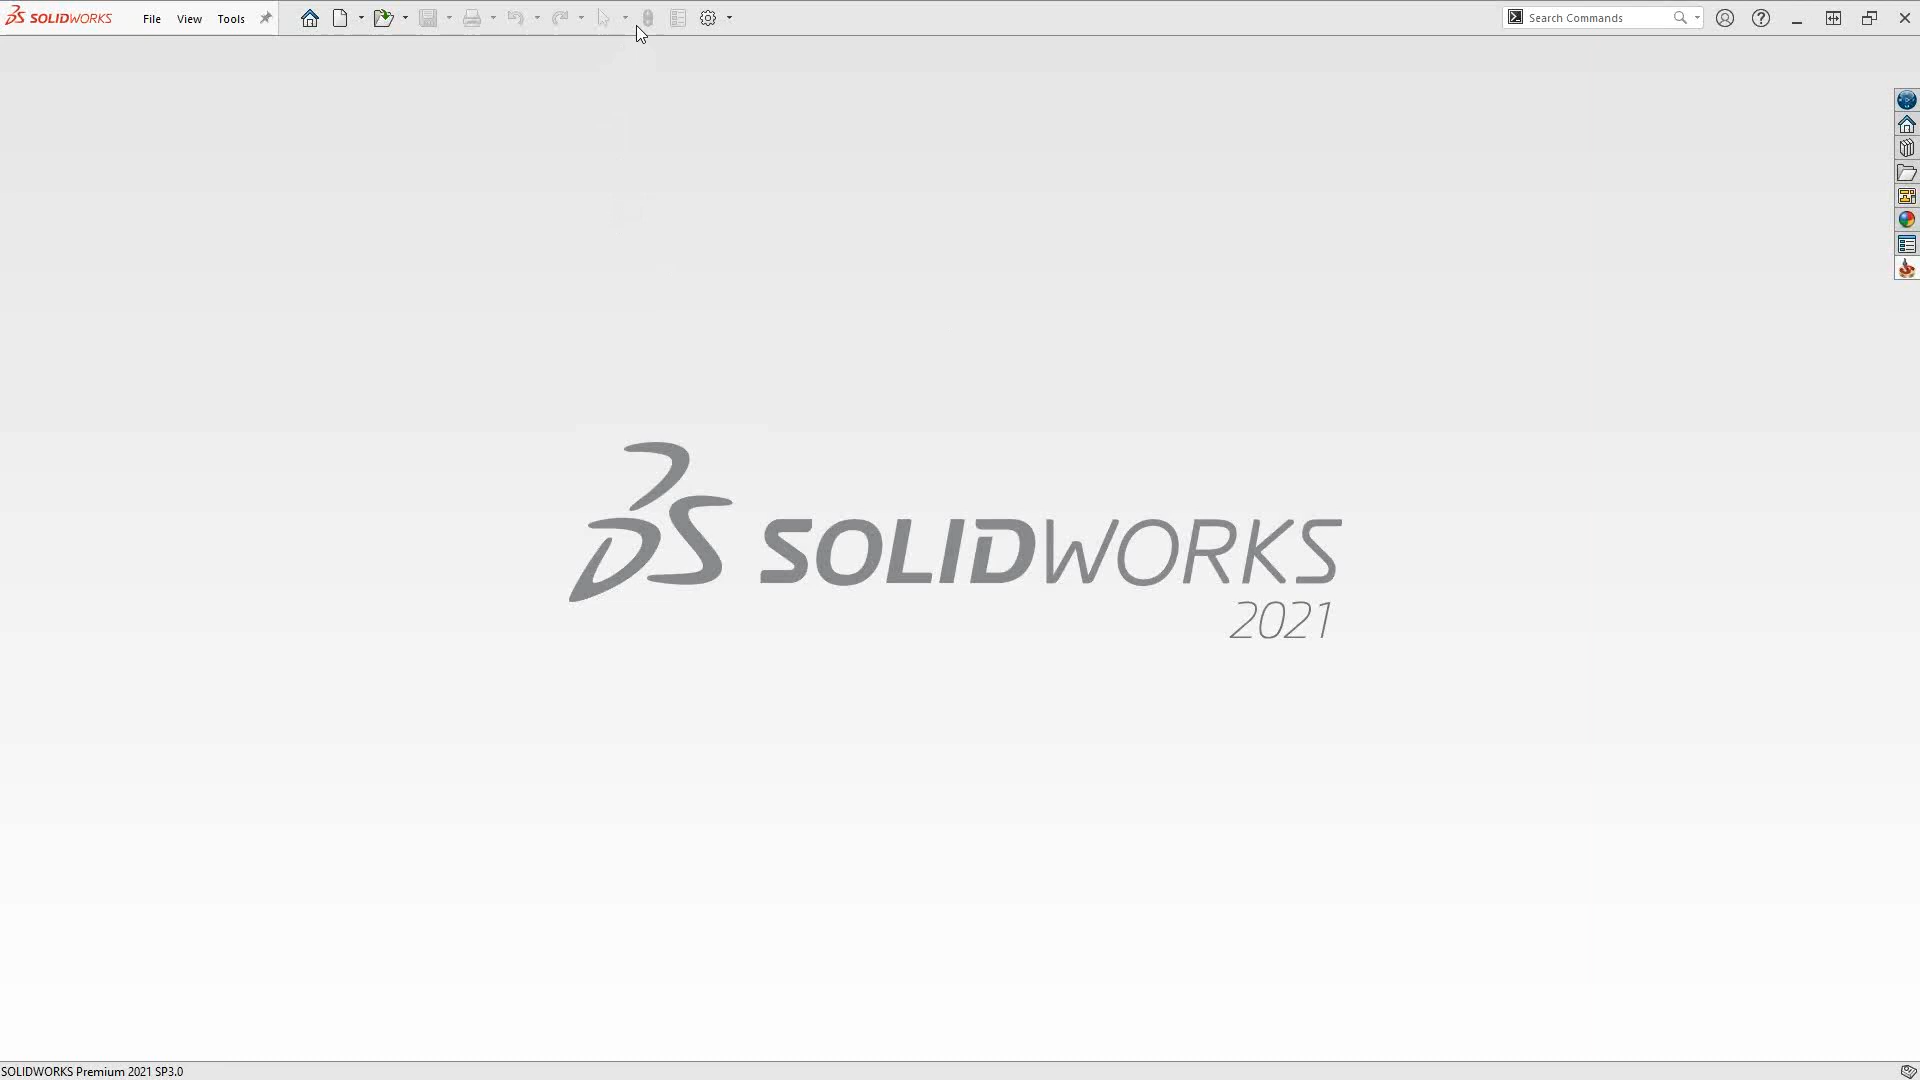 SOLIDWORKS
File
View
Tools
Search Commands
SOLIDWORKS
2021
SOLIDWORKS Premium 2021 SP3.0